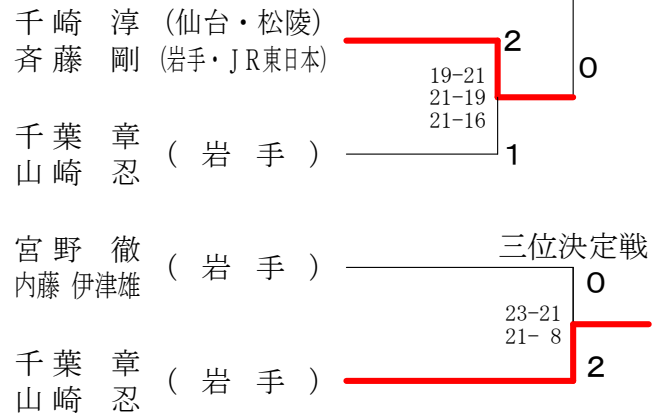 千崎 淳 (仙台・松陵)
斉藤 剛 (岩手・JR東日本)
2
0
19-21
21-19
21-16
千葉 章
山崎 忍
( 岩 手 )
1
宮野 徹
内藤 伊津雄
( 岩 手 )
三位決定戦
0
23-21
21- 8
千葉 章
山崎 忍
( 岩 手 )
2